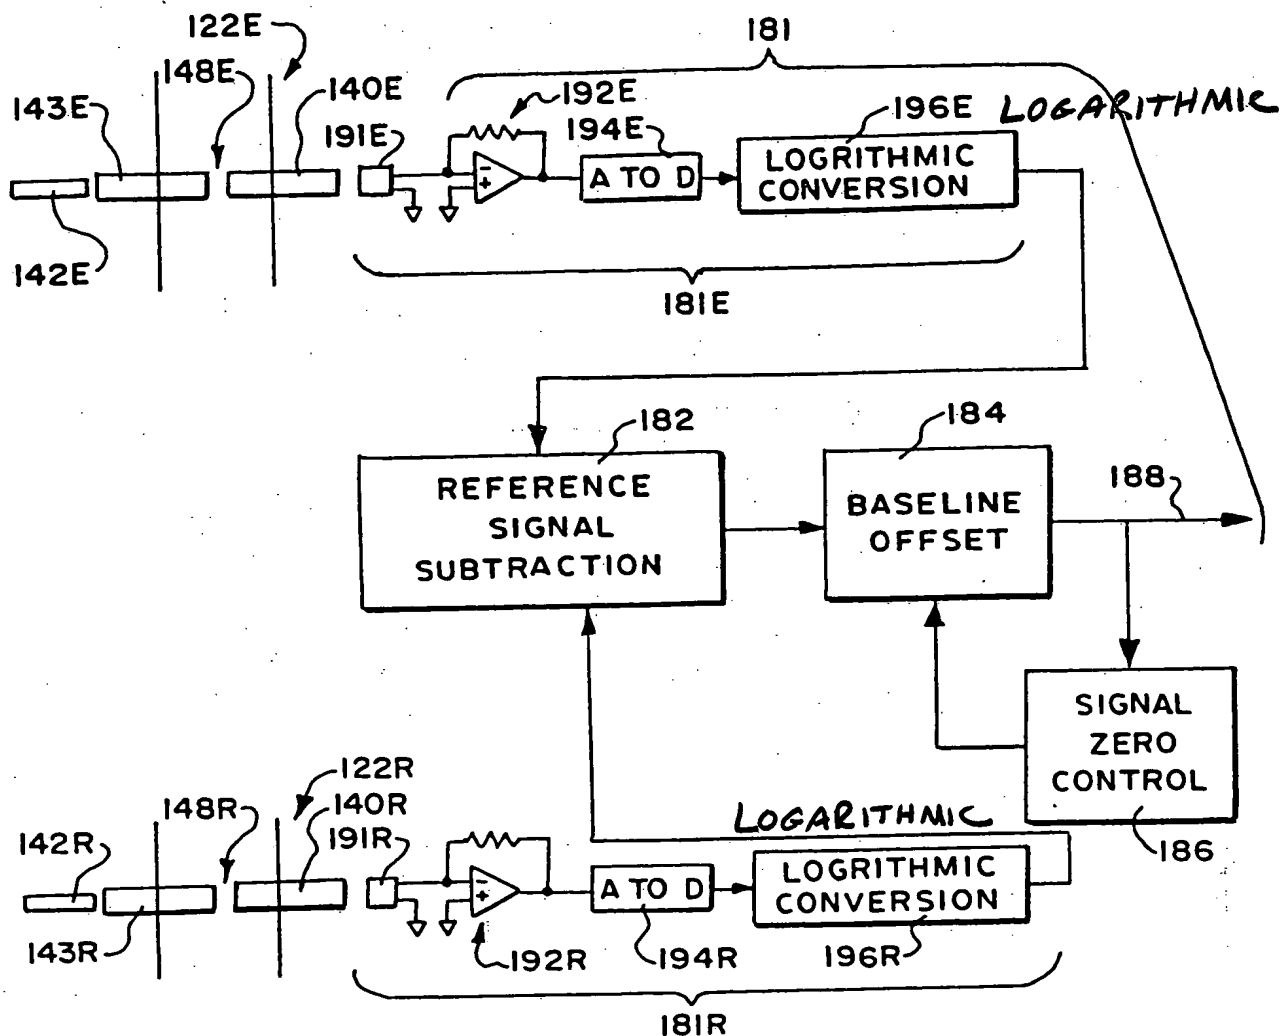 181
122E
148E
143E
140E
192E
191E
194E
196E
LOGARITHMIC
A TO D
LOGRITHMIC
CONVERSION
142E
181E
182
184
188
REFERENCE
SIGNAL
SUBTRACTION
BASELINE
OFFSET
SIGNAL
ZERO
CONTROL
186
122R
148R
140R
142R
191R
LOGARITHMIC
A TO D
LOGRITHMIC
CONVERSION
143R
192R
194R
196R
181R